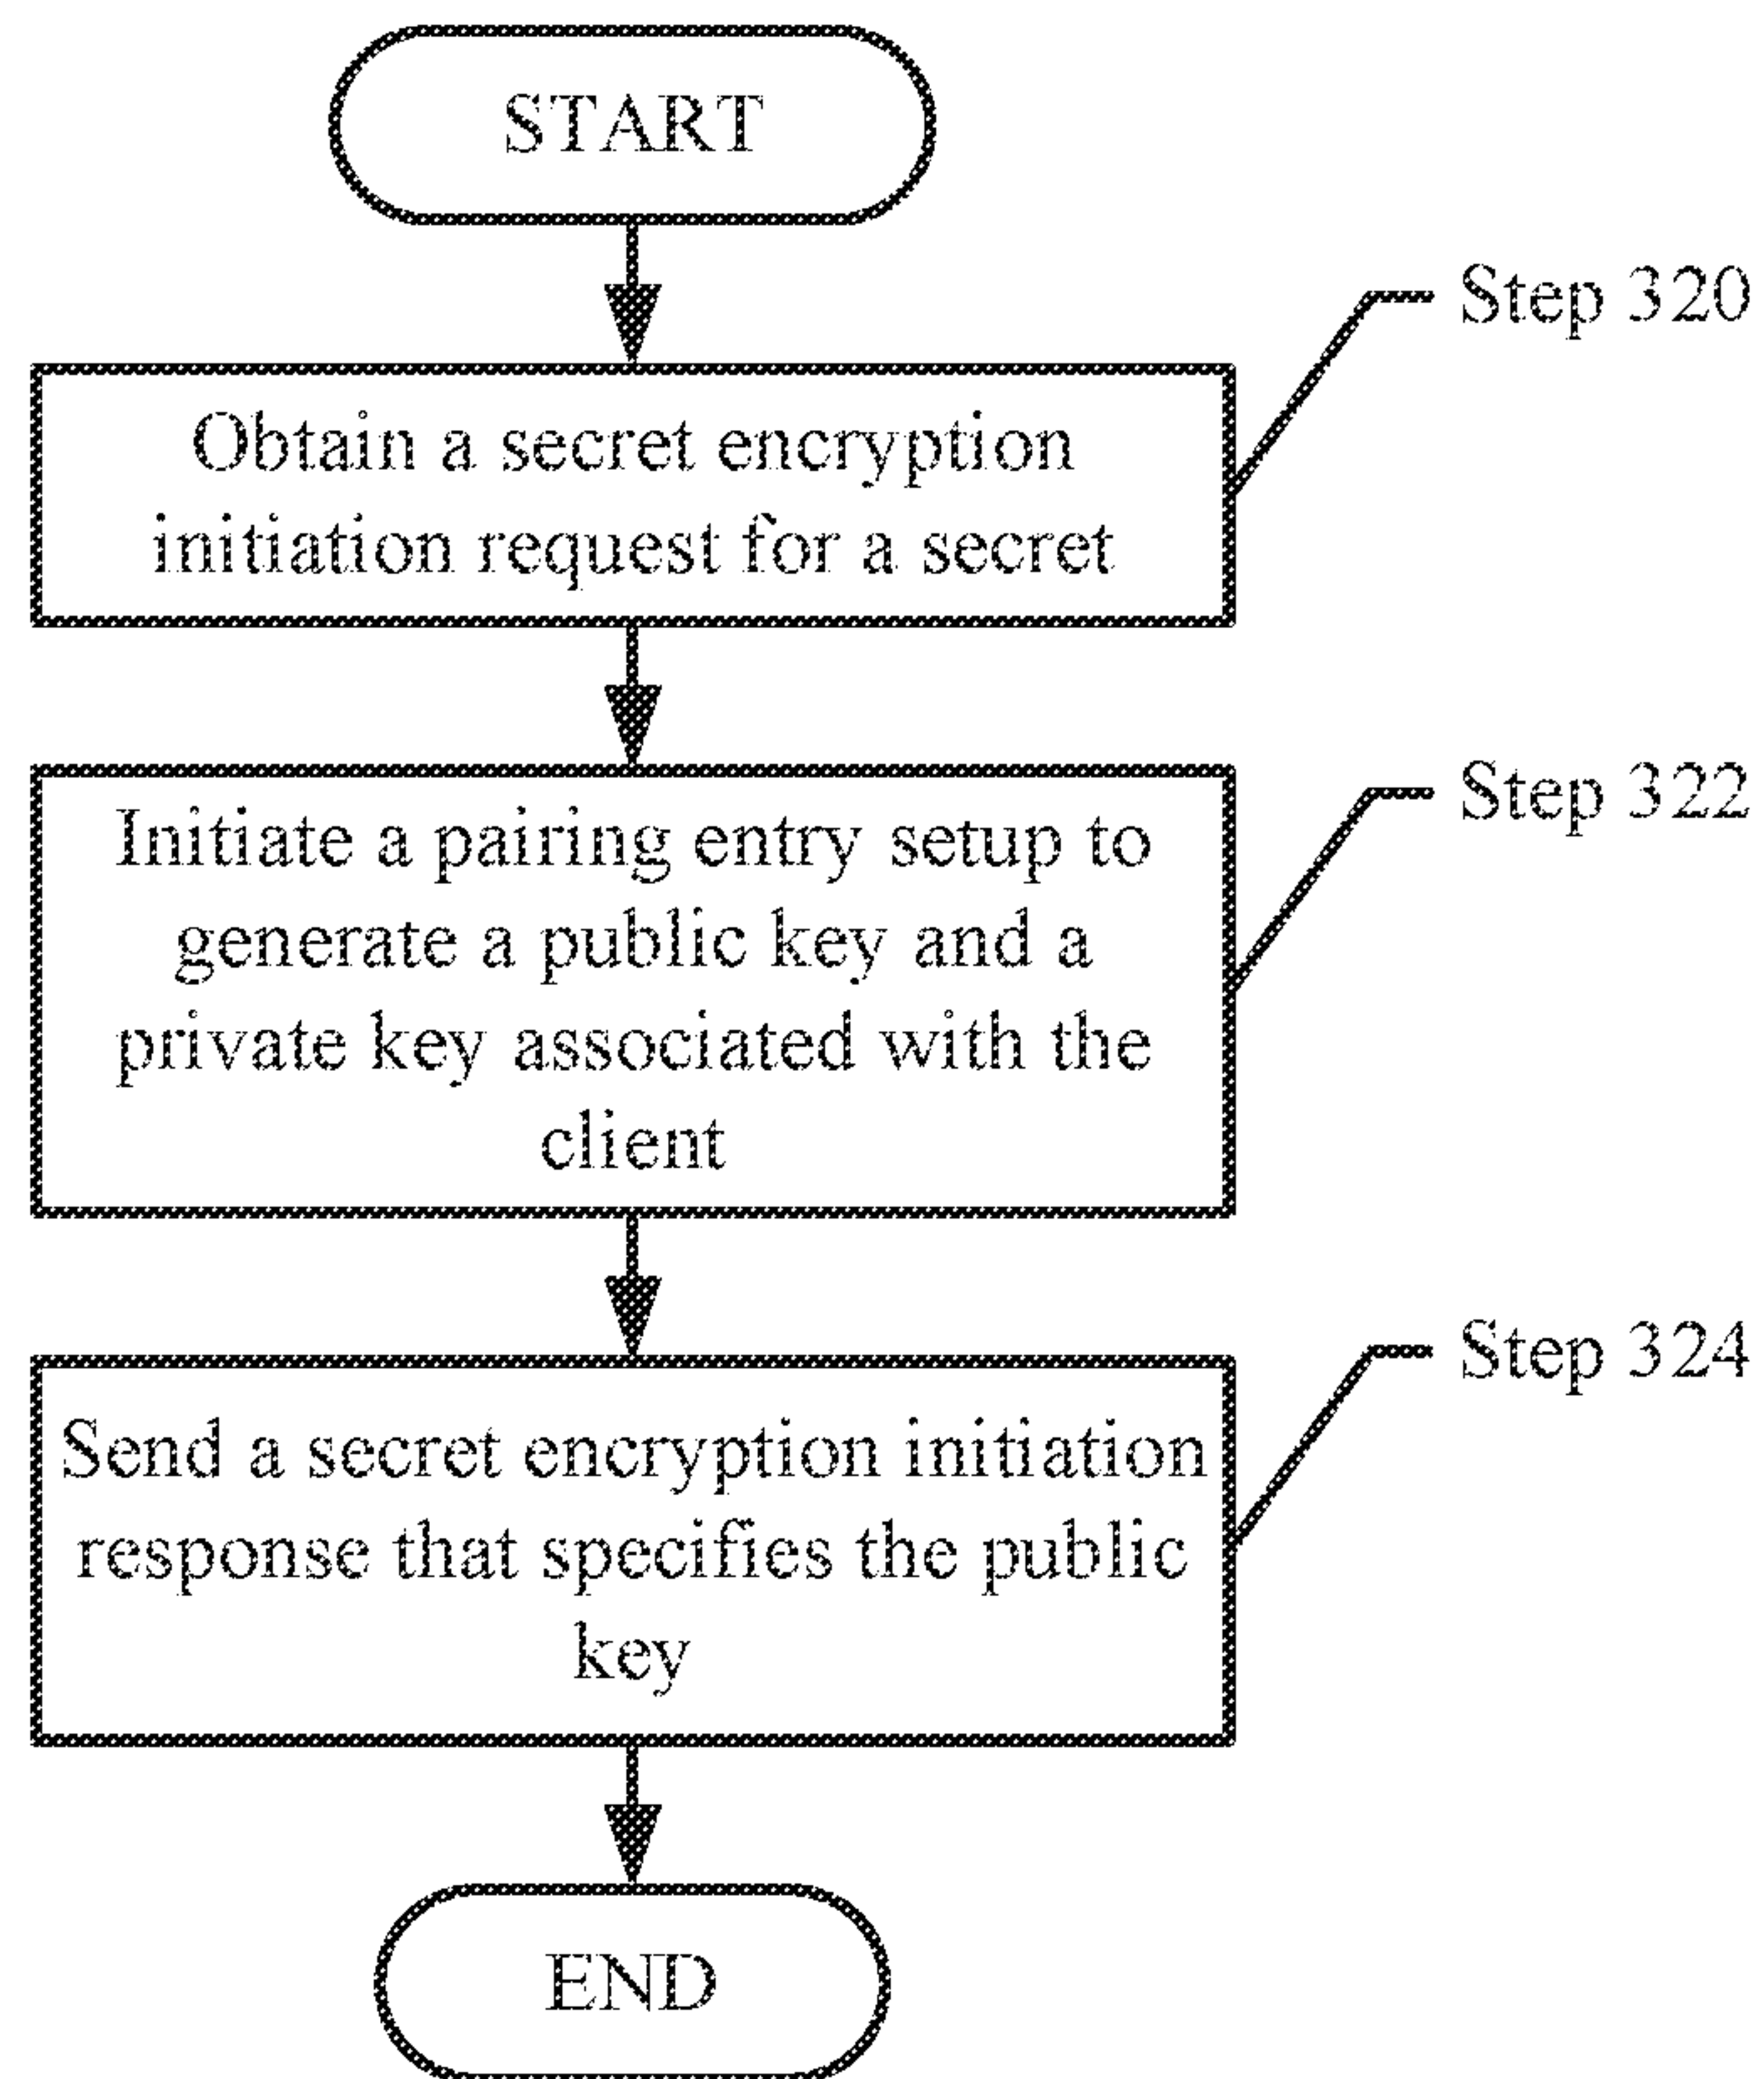 START
Step 320
Obtain a secret encryption
initiation request for a secret
Step 322
Initiate a pairing entry setup to
generate a public key and a
private key associated with the
client
Step 324
Send a secret encryption initiation
response that specifies the public
key
END